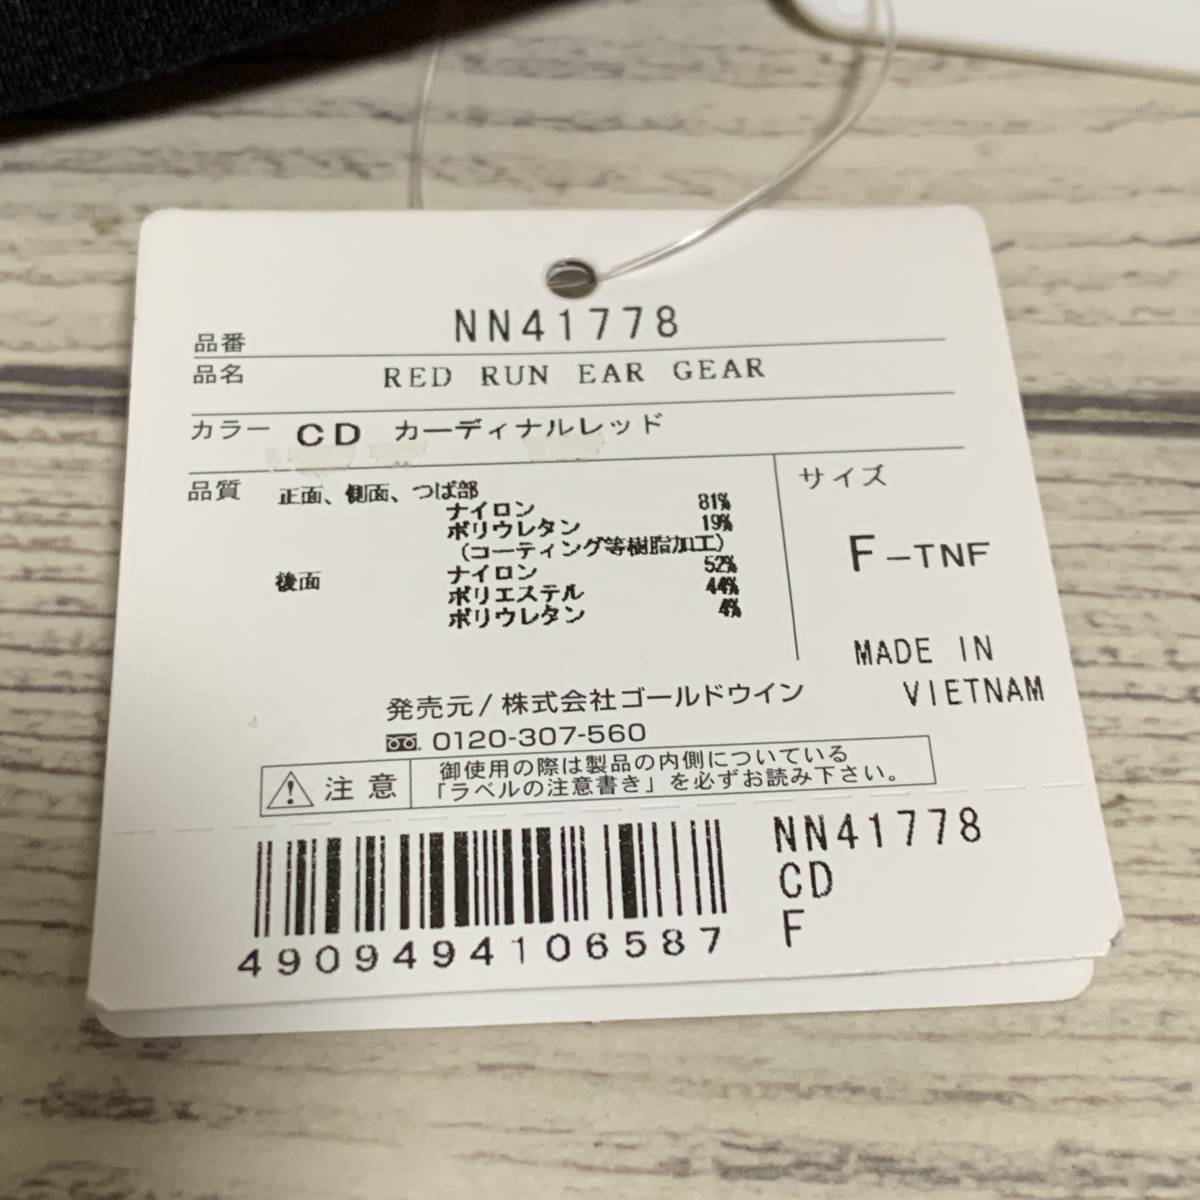 品番 NN41778
品名 RED RUN EAR GEAR
カラー CD カーディナルレッド
品質 正面、側面、つば部
ナイロン 81%
ポリウレタン 19%
(コーティング等樹脂加工)
後面 ナイロン 52%
ポリエステル 44%
ポリウレタン 4%
サイズ
F-TNF
MADE IN
VIETNAM
発売元/株式会社ゴールドウイン
0120-307-560
注意
御使用の際は製品の内側についている
「ラベルの注意書き」を必ずお読み下さい。
4909494106587
NN41778
CD
F